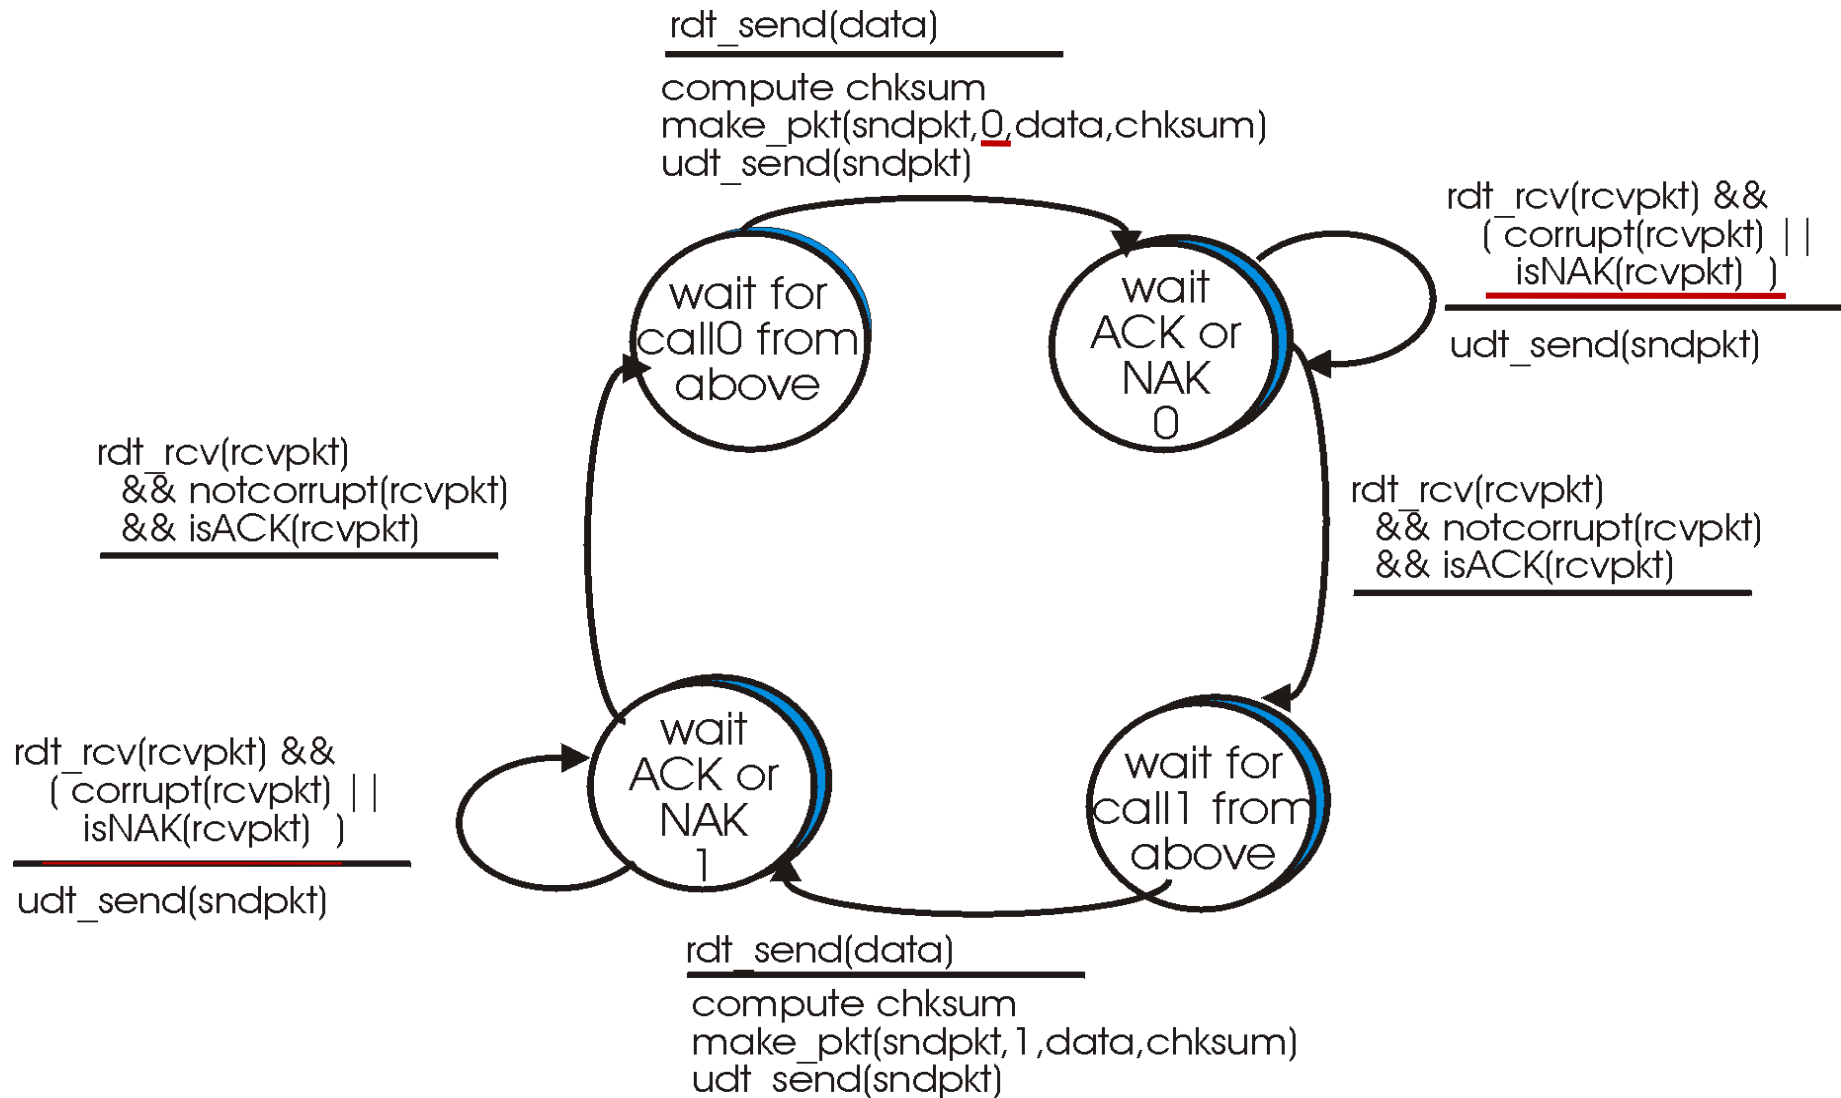 rdt_send(data)
compute chksum
make_pkt(sndpkt,0,data,chksum)
udt_send(sndpkt)
rdt_rcv(rcvpkt) &&
( corrupt(rcvpkt) ||
isNAK(rcvpkt) )
udt_send(sndpkt)
wait for
call0 from
above
wait
ACK or
NAK
0
rdt_rcv(rcvpkt)
&& notcorrupt(rcvpkt)
&& isACK(rcvpkt)
rdt_rcv(rcvpkt)
&& notcorrupt(rcvpkt)
&& isACK(rcvpkt)
rdt_rcv(rcvpkt) &&
( corrupt(rcvpkt) ||
isNAK(rcvpkt) )
udt_send(sndpkt)
wait
ACK or
NAK
1
wait for
call1 from
above
rdt_send(data)
compute chksum
make_pkt(sndpkt,1,data,chksum)
udt_send(sndpkt)